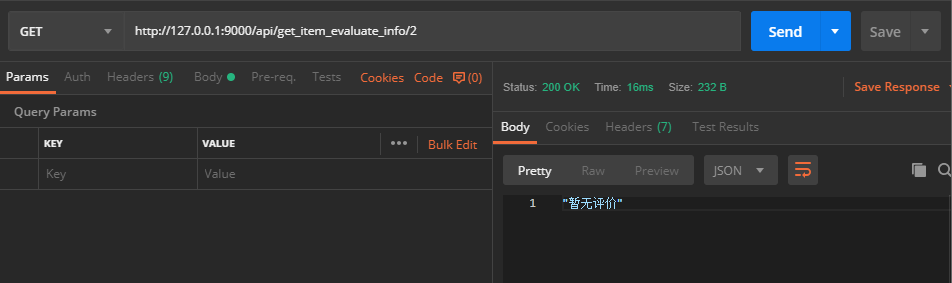 GET http://127.0.0.1:9000/api/get_item_evaluate_info/2 Send Save
Params Auth Headers (9) Body Pre-req. Tests Cookies Code (0)
Query Params
KEY VALUE ••• Bulk Edit
Key Value
Status: 200 OK Time: 16ms Size: 232 B Save Response
Body Cookies Headers (7) Test Results
Pretty Raw Preview JSON
1 "暂无评价"